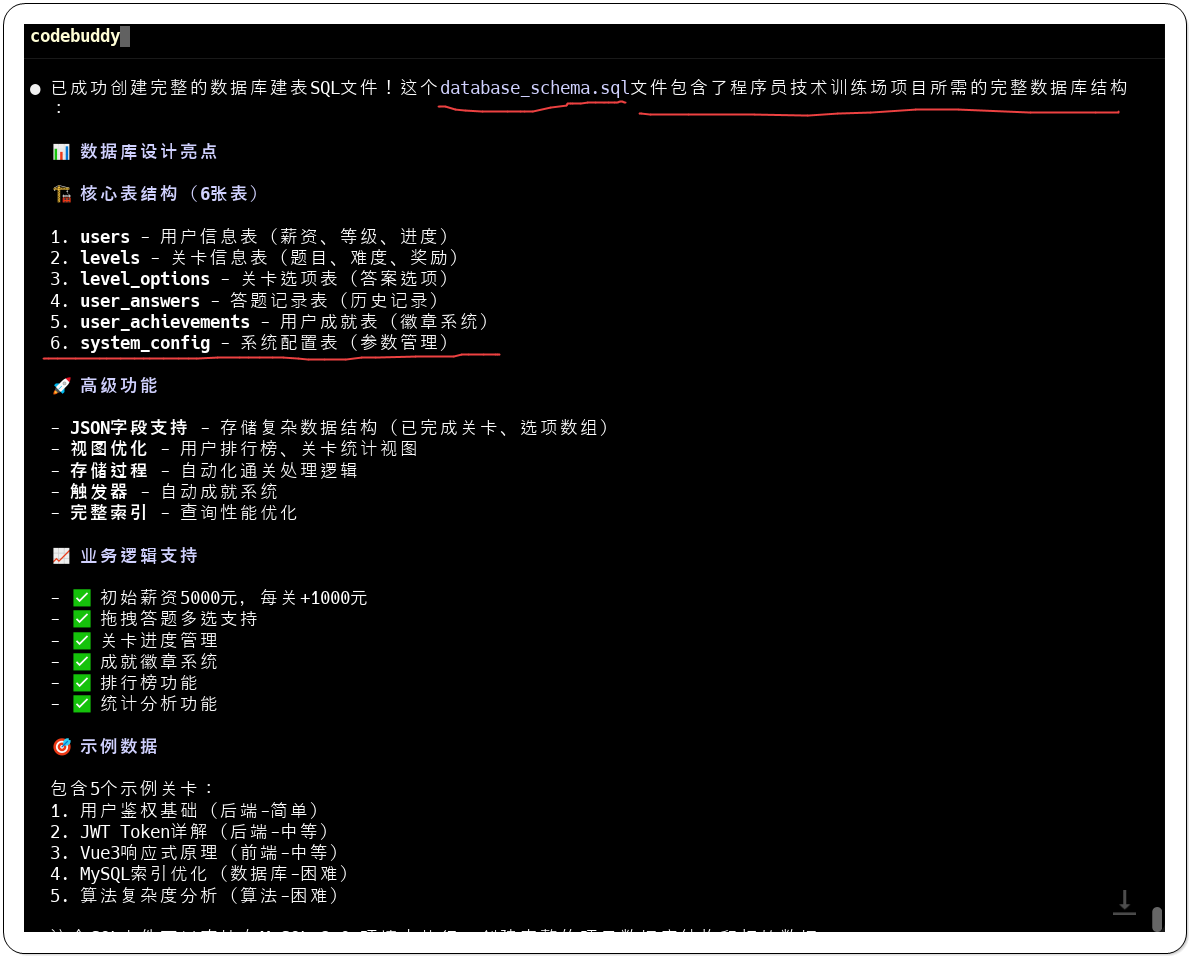 codebuddy
● 已成功创建完整的数据库建表SQL文件！这个database_schema.sql文件包含了程序员技术训练场项目所需的完整数据库结构
：
📊 数据库设计亮点
🏗️ 核心表结构（6张表）
1. users - 用户信息表（薪资、等级、进度）
2. levels - 关卡信息表（题目、难度、奖励）
3. level_options - 关卡选项表（答案选项）
4. user_answers - 答题记录表（历史记录）
5. user_achievements - 用户成就表（徽章系统）
6. system_config - 系统配置表（参数管理）
🚀 高级功能
- JSON字段支持 - 存储复杂数据结构（已完成关卡、选项数组）
- 视图优化 - 用户排行榜、关卡统计视图
- 存储过程 - 自动化通关处理逻辑
- 触发器 - 自动成就系统
- 完整索引 - 查询性能优化
📈 业务逻辑支持
- ✅ 初始薪资5000元, 每关+1000元
- ✅ 拖拽答题多选支持
- ✅ 关卡进度管理
- ✅ 成就徽章系统
- ✅ 排行榜功能
- ✅ 统计分析功能
🎯 示例数据
包含5个示例关卡：
1. 用户鉴权基础（后端-简单）
2. JWT Token详解（后端-中等）
3. Vue3响应式原理（前端-中等）
4. MySQL索引优化（数据库-困难）
5. 算法复杂度分析（算法-困难）